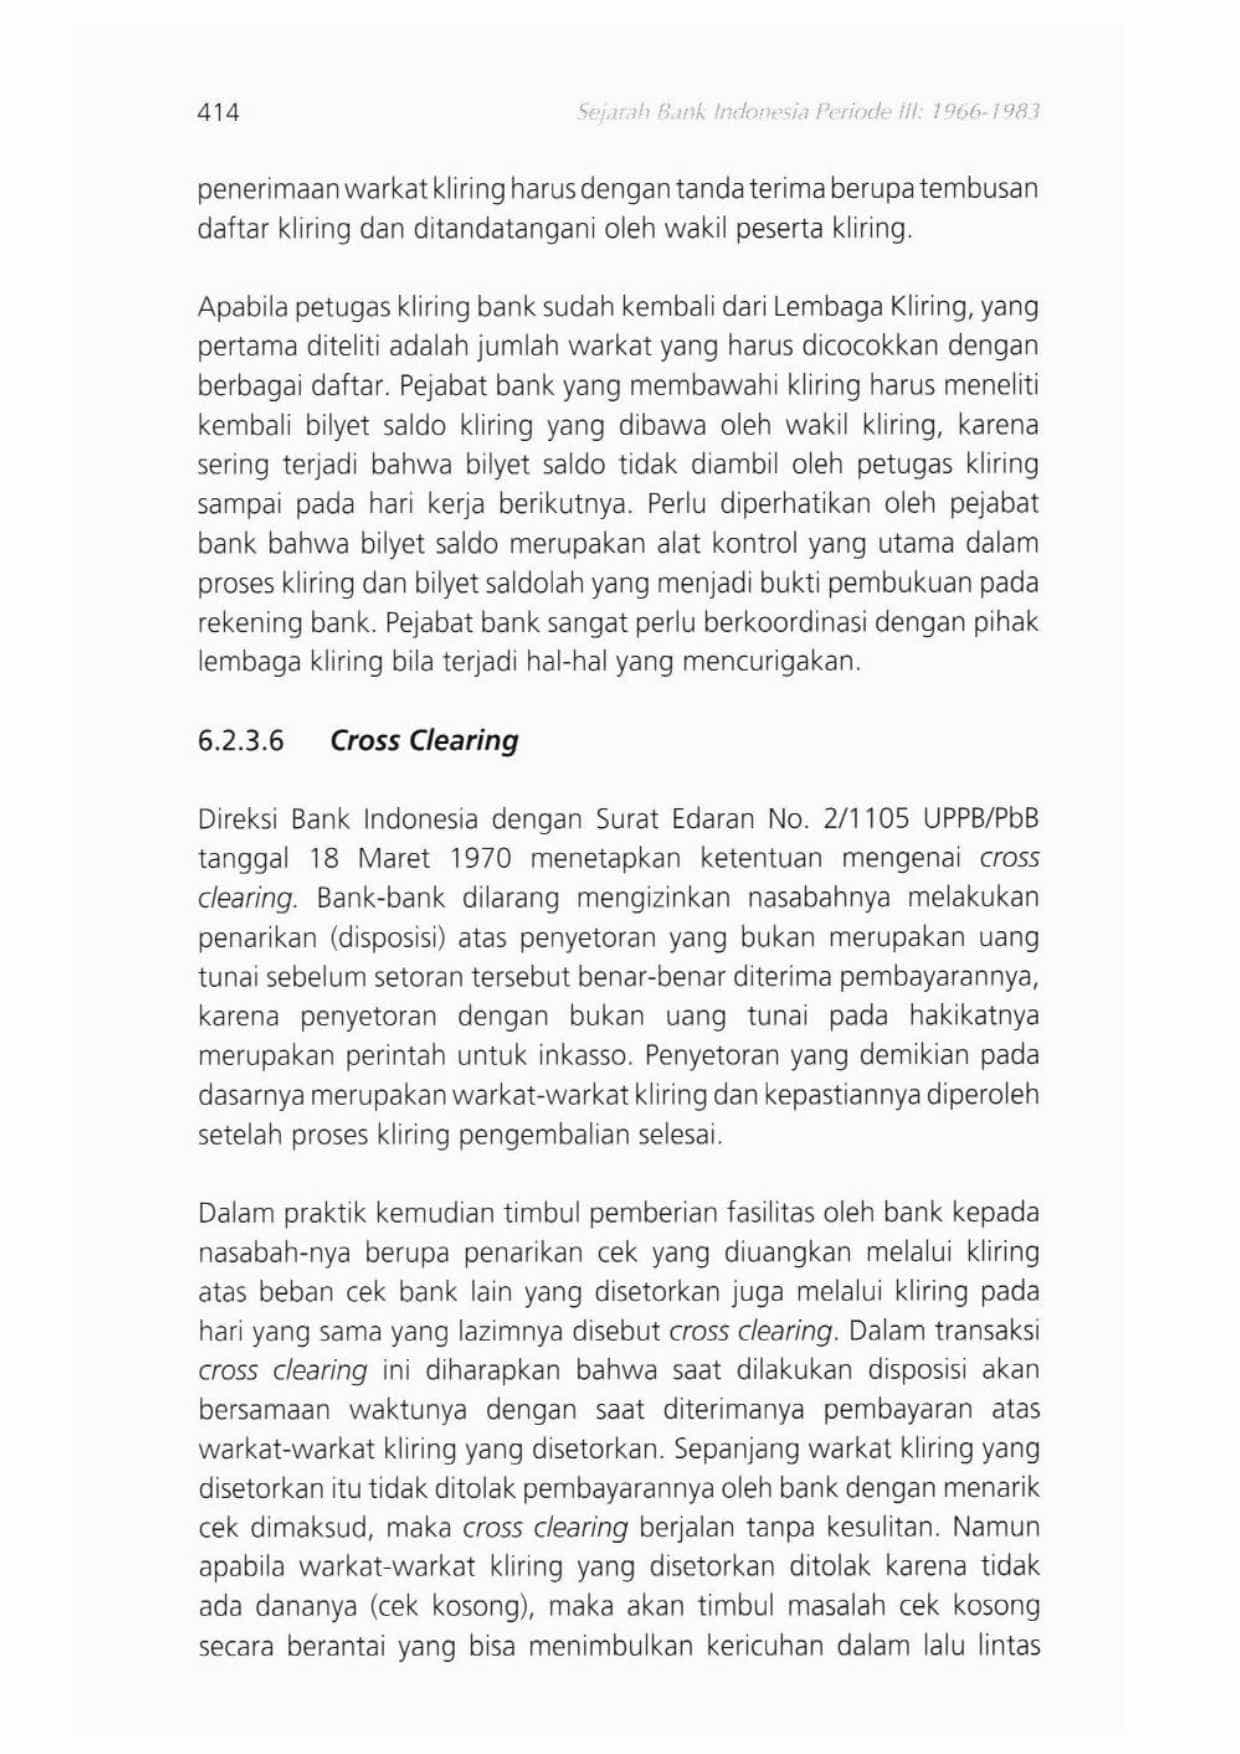 414
Sejarah Bank Indonesia Periode III: 1966-1983
penerimaan warkat kliring harus dengan tanda terima berupa tembusan
daftar kliring dan ditandatangani oleh wakil peserta kliring.
Apabila petugas kliring bank sudah kembali dari Lembaga Kliring, yang
pertama diteliti adalah jumlah warkat yang harus dicocokkan dengan
berbagai daftar. Pejabat bank yang membawahi kliring harus meneliti
kembali bilyet saldo kliring yang dibawa oleh wakil kliring, karena
sering terjadi bahwa bilyet saldo tidak diambil oleh petugas kliring
sampai pada hari kerja berikutnya. Perlu diperhatikan oleh pejabat
bank bahwa bilyet saldo merupakan alat kontrol yang utama dalam
proses kliring dan bilyet saldolah yang menjadi bukti pembukuan pada
rekening bank. Pejabat bank sangat perlu berkoordinasi dengan pihak
lembaga kliring bila terjadi hal-hal yang mencurigakan.
6.2.3.6 Cross Clearing
Direksi Bank Indonesia dengan Surat Edaran No. 2/1105 UPPB/PbB
tanggal 18 Maret 1970 menetapkan ketentuan mengenai cross
clearing. Bank-bank dilarang mengizinkan nasabahnya melakukan
penarikan (disposisi) atas penyetoran yang bukan merupakan uang
tunai sebelum setoran tersebut benar-benar diterima pembayarannya,
karena penyetoran dengan bukan uang tunai pada hakikatnya
merupakan perintah untuk inkasso. Penyetoran yang demikian pada
dasarnya merupakan warkat-warkat kliring dan kepastiannya diperoleh
setelah proses kliring pengembalian selesai.
Dalam praktik kemudian timbul pemberian fasilitas oleh bank kepada
nasabah-nya berupa penarikan cek yang diuangkan melalui kliring
atas beban cek bank lain yang disetorkan juga melalui kliring pada
hari yang sama yang lazimnya disebut cross clearing. Dalam transaksi
cross clearing ini diharapkan bahwa saat dilakukan disposisi akan
bersamaan waktunya dengan saat diterimanya pembayaran atas
warkat-warkat kliring yang disetorkan. Sepanjang warkat kliring yang
disetorkan itu tidak ditolak pembayarannya oleh bank dengan menarik
cek dimaksud, maka cross clearing berjalan tanpa kesulitan. Namun
apabila warkat-warkat kliring yang disetorkan ditolak karena tidak
ada dananya (cek kosong), maka akan timbul masalah cek kosong
secara berantai yang bisa menimbulkan kericuhan dalam lalu lintas